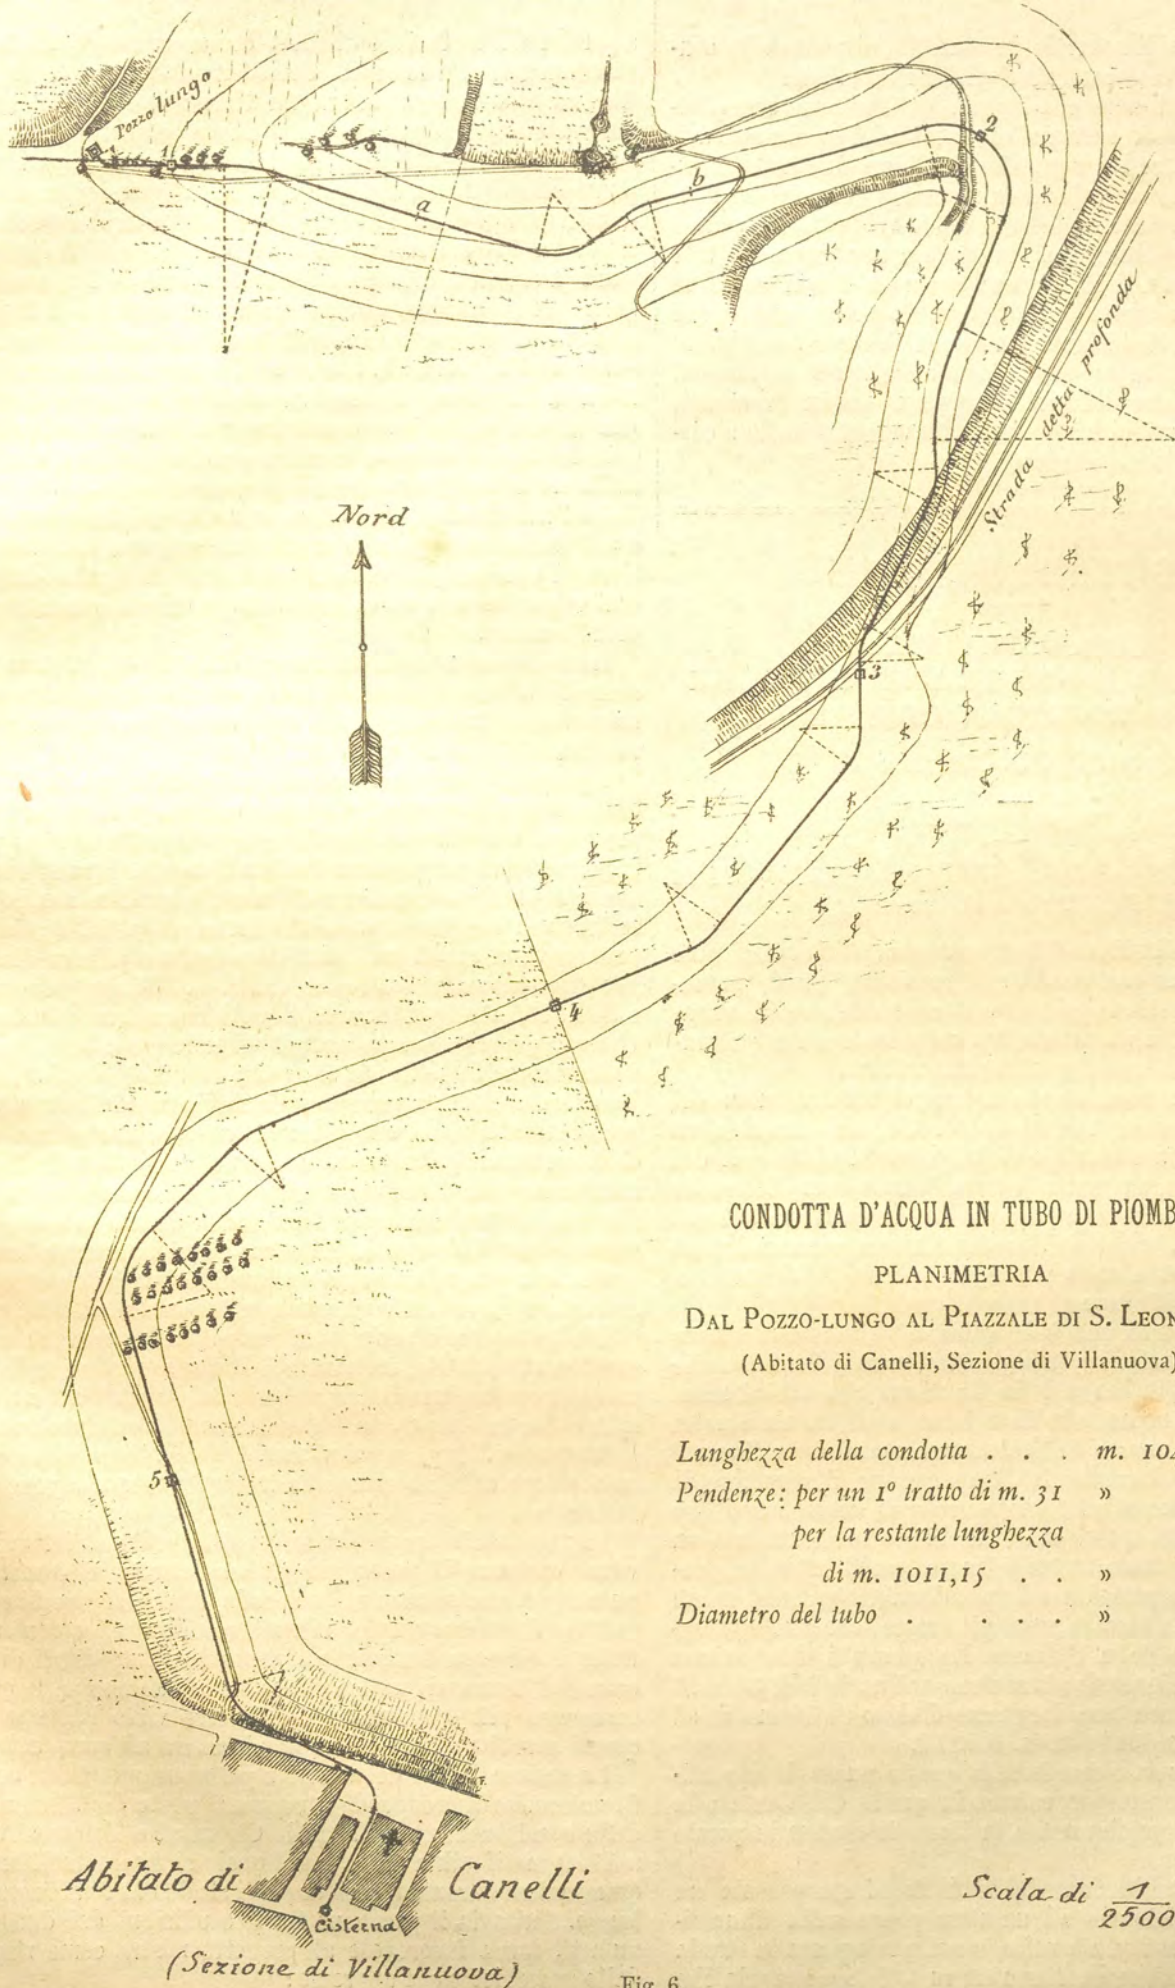 Pozzo lungo
1
a
b
2
Strada detta profonda
Nord
3
4
5
CONDOTTA D'ACQUA IN TUBO DI PIOMB
PLANIMETRIA
DAL POZZO-LUNGO AL PIAZZALE DI S. LEON
(Abitato di Canelli, Sezione di Villanuova)
Lunghezza della condotta . . . m. 10
Pendenze: per un 1° tratto di m. 31 »
per la restante lunghezza
di m. 1011,15 . . »
Diametro del tubo . . . . »
Abitato di Canelli
Cisterna
(Sezione di Villanuova)
Scala di 1/2500
Fig. 6